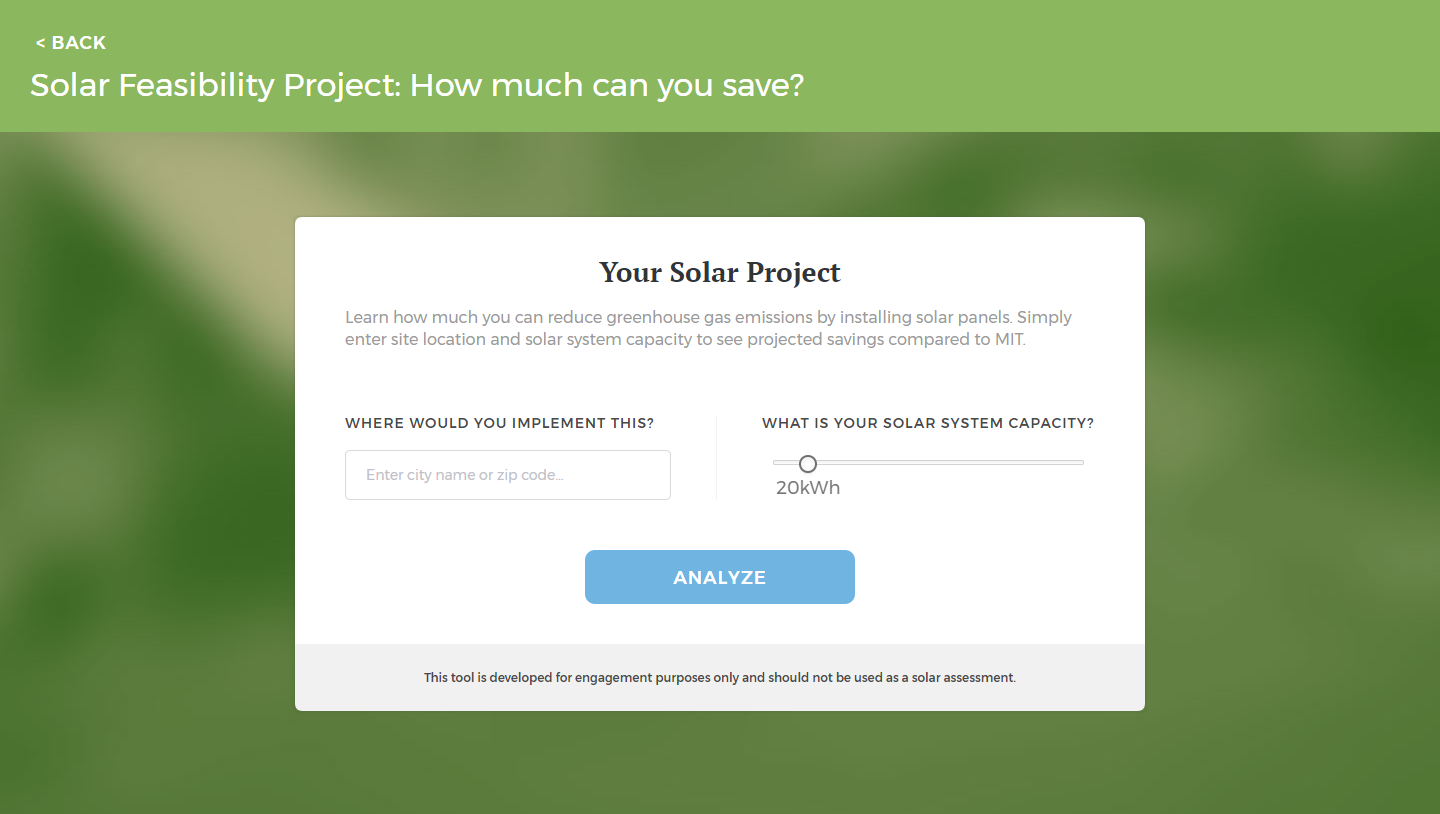 < BACK
Solar Feasibility Project: How much can you save?
Your Solar Project
Learn how much you can reduce greenhouse gas emissions by installing solar panels. Simply
enter site location and solar system capacity to see projected savings compared to MIT.
WHERE WOULD YOU IMPLEMENT THIS?
Enter city name or zip code...
WHAT IS YOUR SOLAR SYSTEM CAPACITY?
20kWh
ANALYZE
This tool is developed for engagement purposes only and should not be used as a solar assessment.